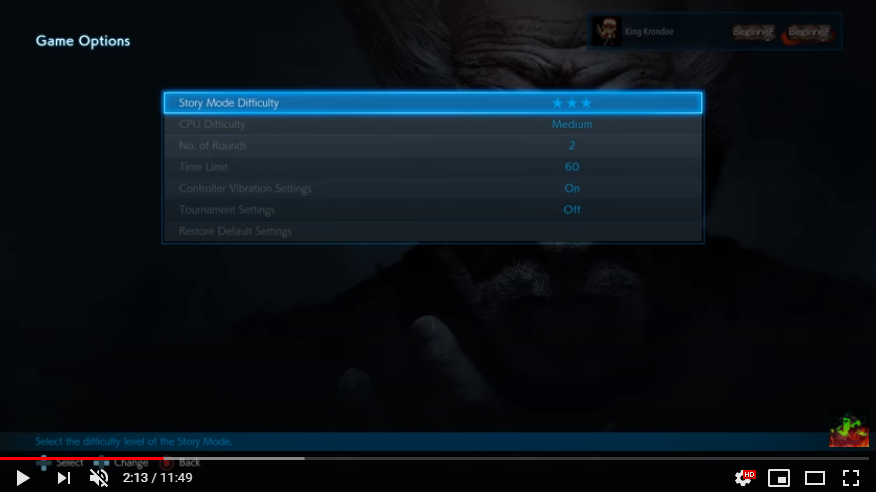 Game Options
King Krondoe
Beginner Beginner
Story Mode Difficulty ★★★
CPU Difficulty Medium
No. of Rounds 2
Time Limit 60
Controller Vibration Settings On
Tournament Settings Off
Restore Default Settings
Select the difficulty level of the Story Mode.
Select Change B Back
2:13 / 11:49 HD